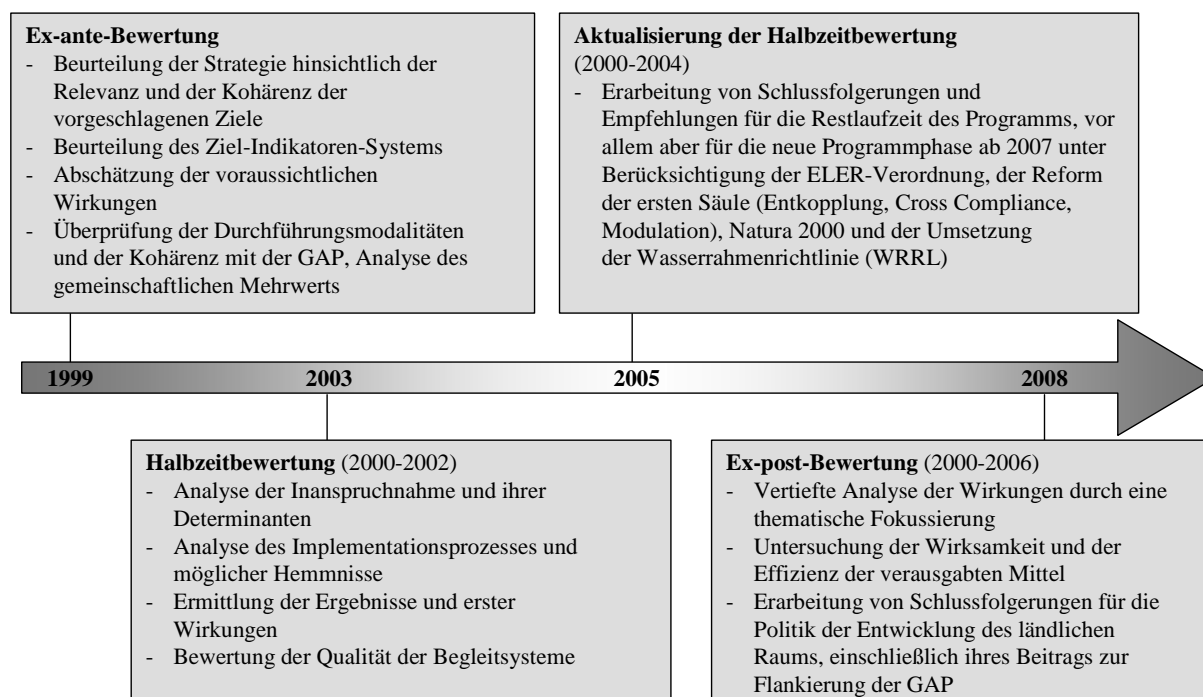 Ex-ante-Bewertung
- Beurteilung der Strategie hinsichtlich der
Relevanz und der Kohärenz der
vorgeschlagenen Ziele
- Beurteilung des Ziel-Indikatoren-Systems
- Abschätzung der voraussichtlichen
Wirkungen
- Überprüfung der Durchführungsmodalitäten
und der Kohärenz mit der GAP, Analyse des
gemeinschaftlichen Mehrwerts
Aktualisierung der Halbzeitbewertung
(2000-2004)
- Erarbeitung von Schlussfolgerungen und
Empfehlungen für die Restlaufzeit des Programms, vor
allem aber für die neue Programmphase ab 2007 unter
Berücksichtigung der ELER-Verordnung, der Reform
der ersten Säule (Entkopplung, Cross Compliance,
Modulation), Natura 2000 und der Umsetzung
der Wasserrahmenrichtlinie (WRRL)
1999 2003 2005 2008
Halbzeitbewertung (2000-2002)
- Analyse der Inanspruchnahme und ihrer
Determinanten
- Analyse des Implementationsprozesses und
möglicher Hemmnisse
- Ermittlung der Ergebnisse und erster
Wirkungen
- Bewertung der Qualität der Begleitsysteme
Ex-post-Bewertung (2000-2006)
- Vertiefte Analyse der Wirkungen durch eine
thematische Fokussierung
- Untersuchung der Wirksamkeit und der
Effizienz der verausgabten Mittel
- Erarbeitung von Schlussfolgerungen für die
Politik der Entwicklung des ländlichen
Raums, einschließlich ihres Beitrags zur
Flankierung der GAP